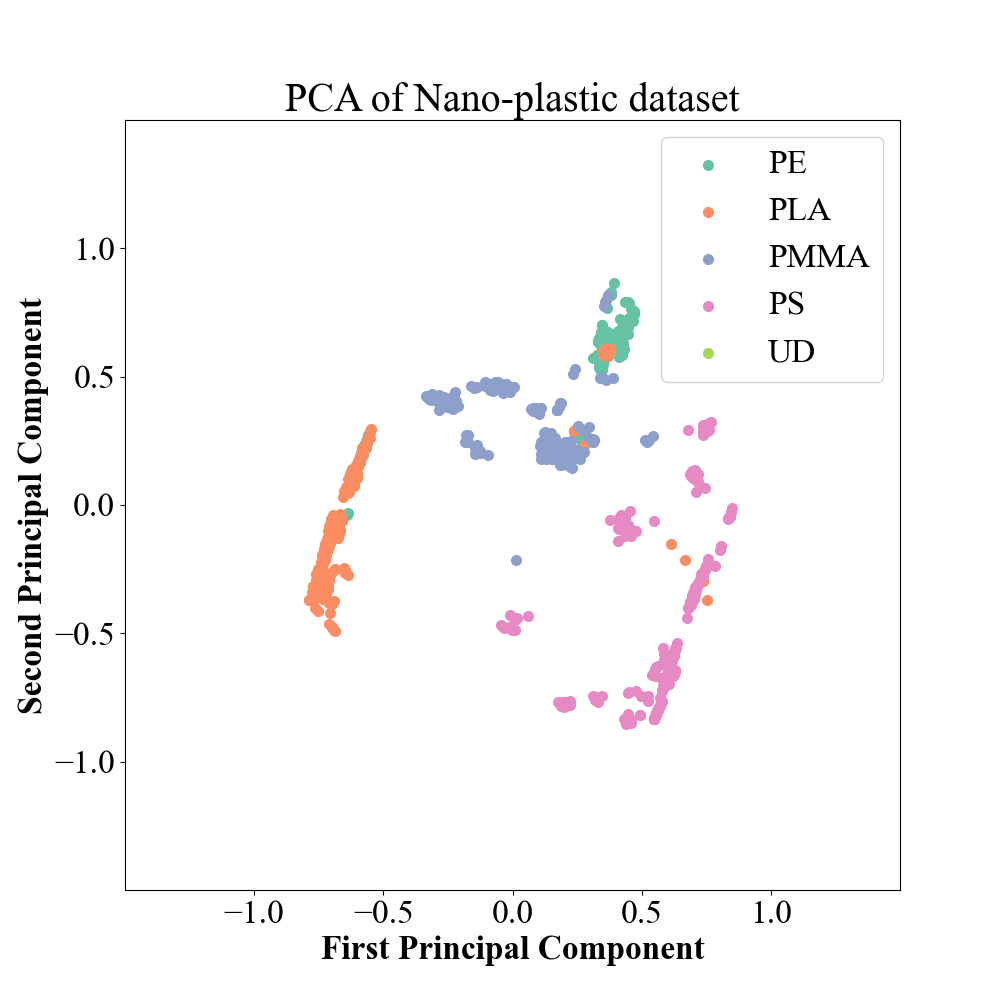 PCA of Nano-plastic dataset
PE
PLA
PMMA
PS
UD
1.0
0.5
0.0
−0.5
−1.0
Second Principal Component
−1.0
−0.5
0.0
0.5
1.0
First Principal Component